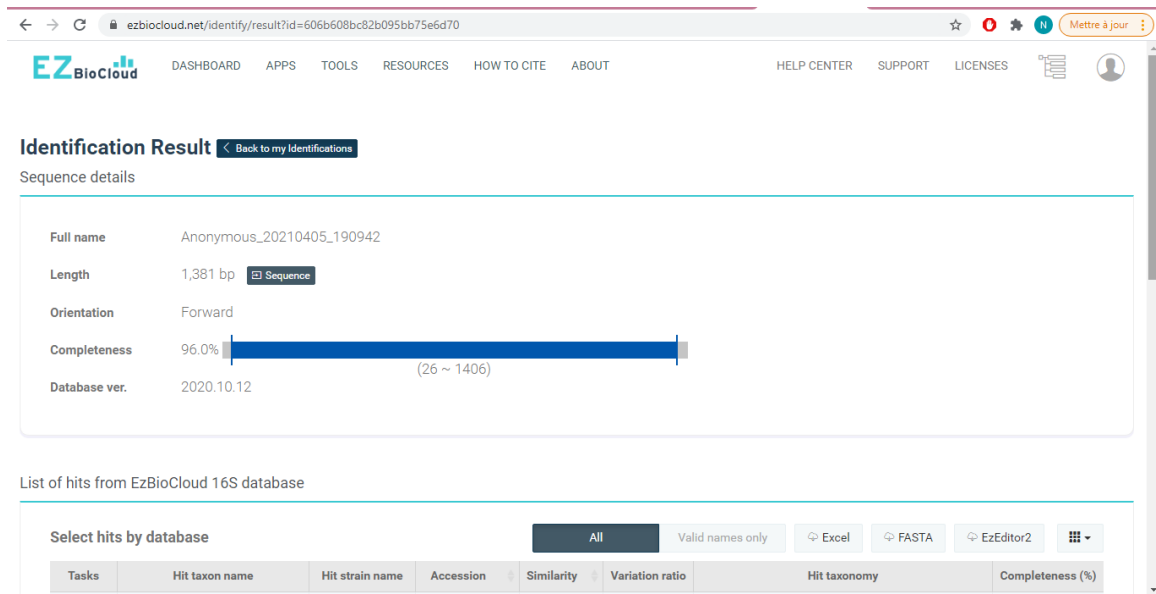 ezbiocloud.net/identify/result?id=606b608bc82b095bb75e6d70 N Mettre à jour
EZBioCloud DASHBOARD APPS TOOLS RESOURCES HOW TO CITE ABOUT HELP CENTER SUPPORT LICENSES
Identification Result < Back to my Identifications
Sequence details
Full name Anonymous_20210405_190942
Length 1,381 bp Sequence
Orientation Forward
Completeness 96.0%
(26 ~ 1406)
Database ver. 2020.10.12
List of hits from EzBioCloud 16S database
Select hits by database All Valid names only Excel FASTA EzEditor2
Tasks Hit taxon name Hit strain name Accession Similarity Variation ratio Hit taxonomy Completeness (%)